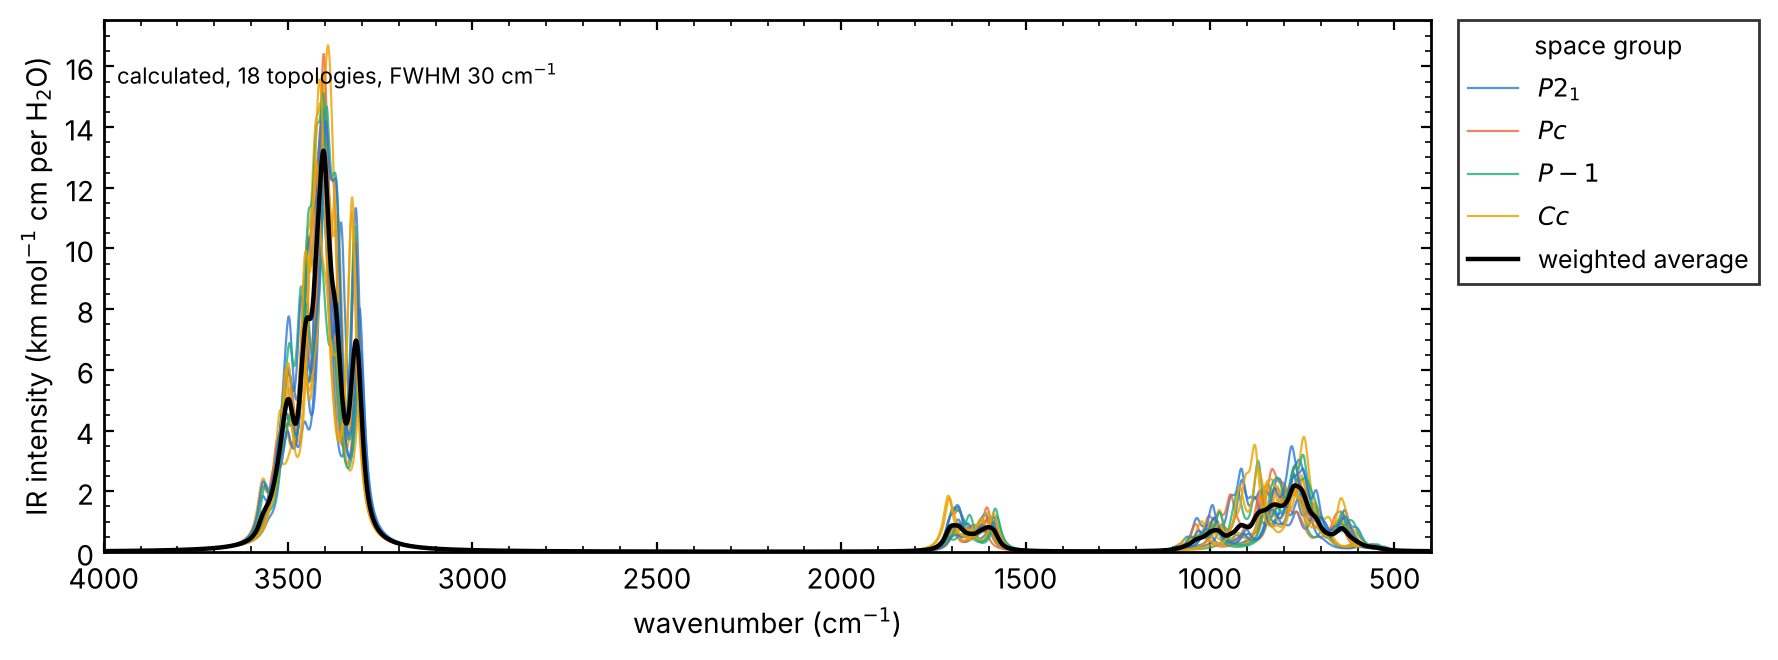 calculated, 18 topologies, FWHM 30 cm⁻¹
IR intensity (km mol⁻¹ cm per H₂O)
16
14
12
10
8
6
4
2
0
4000 3500 3000 2500 2000 1500 1000 500
wavenumber (cm⁻¹)
space group
P2₁
Pc
P − 1
Cc
weighted average